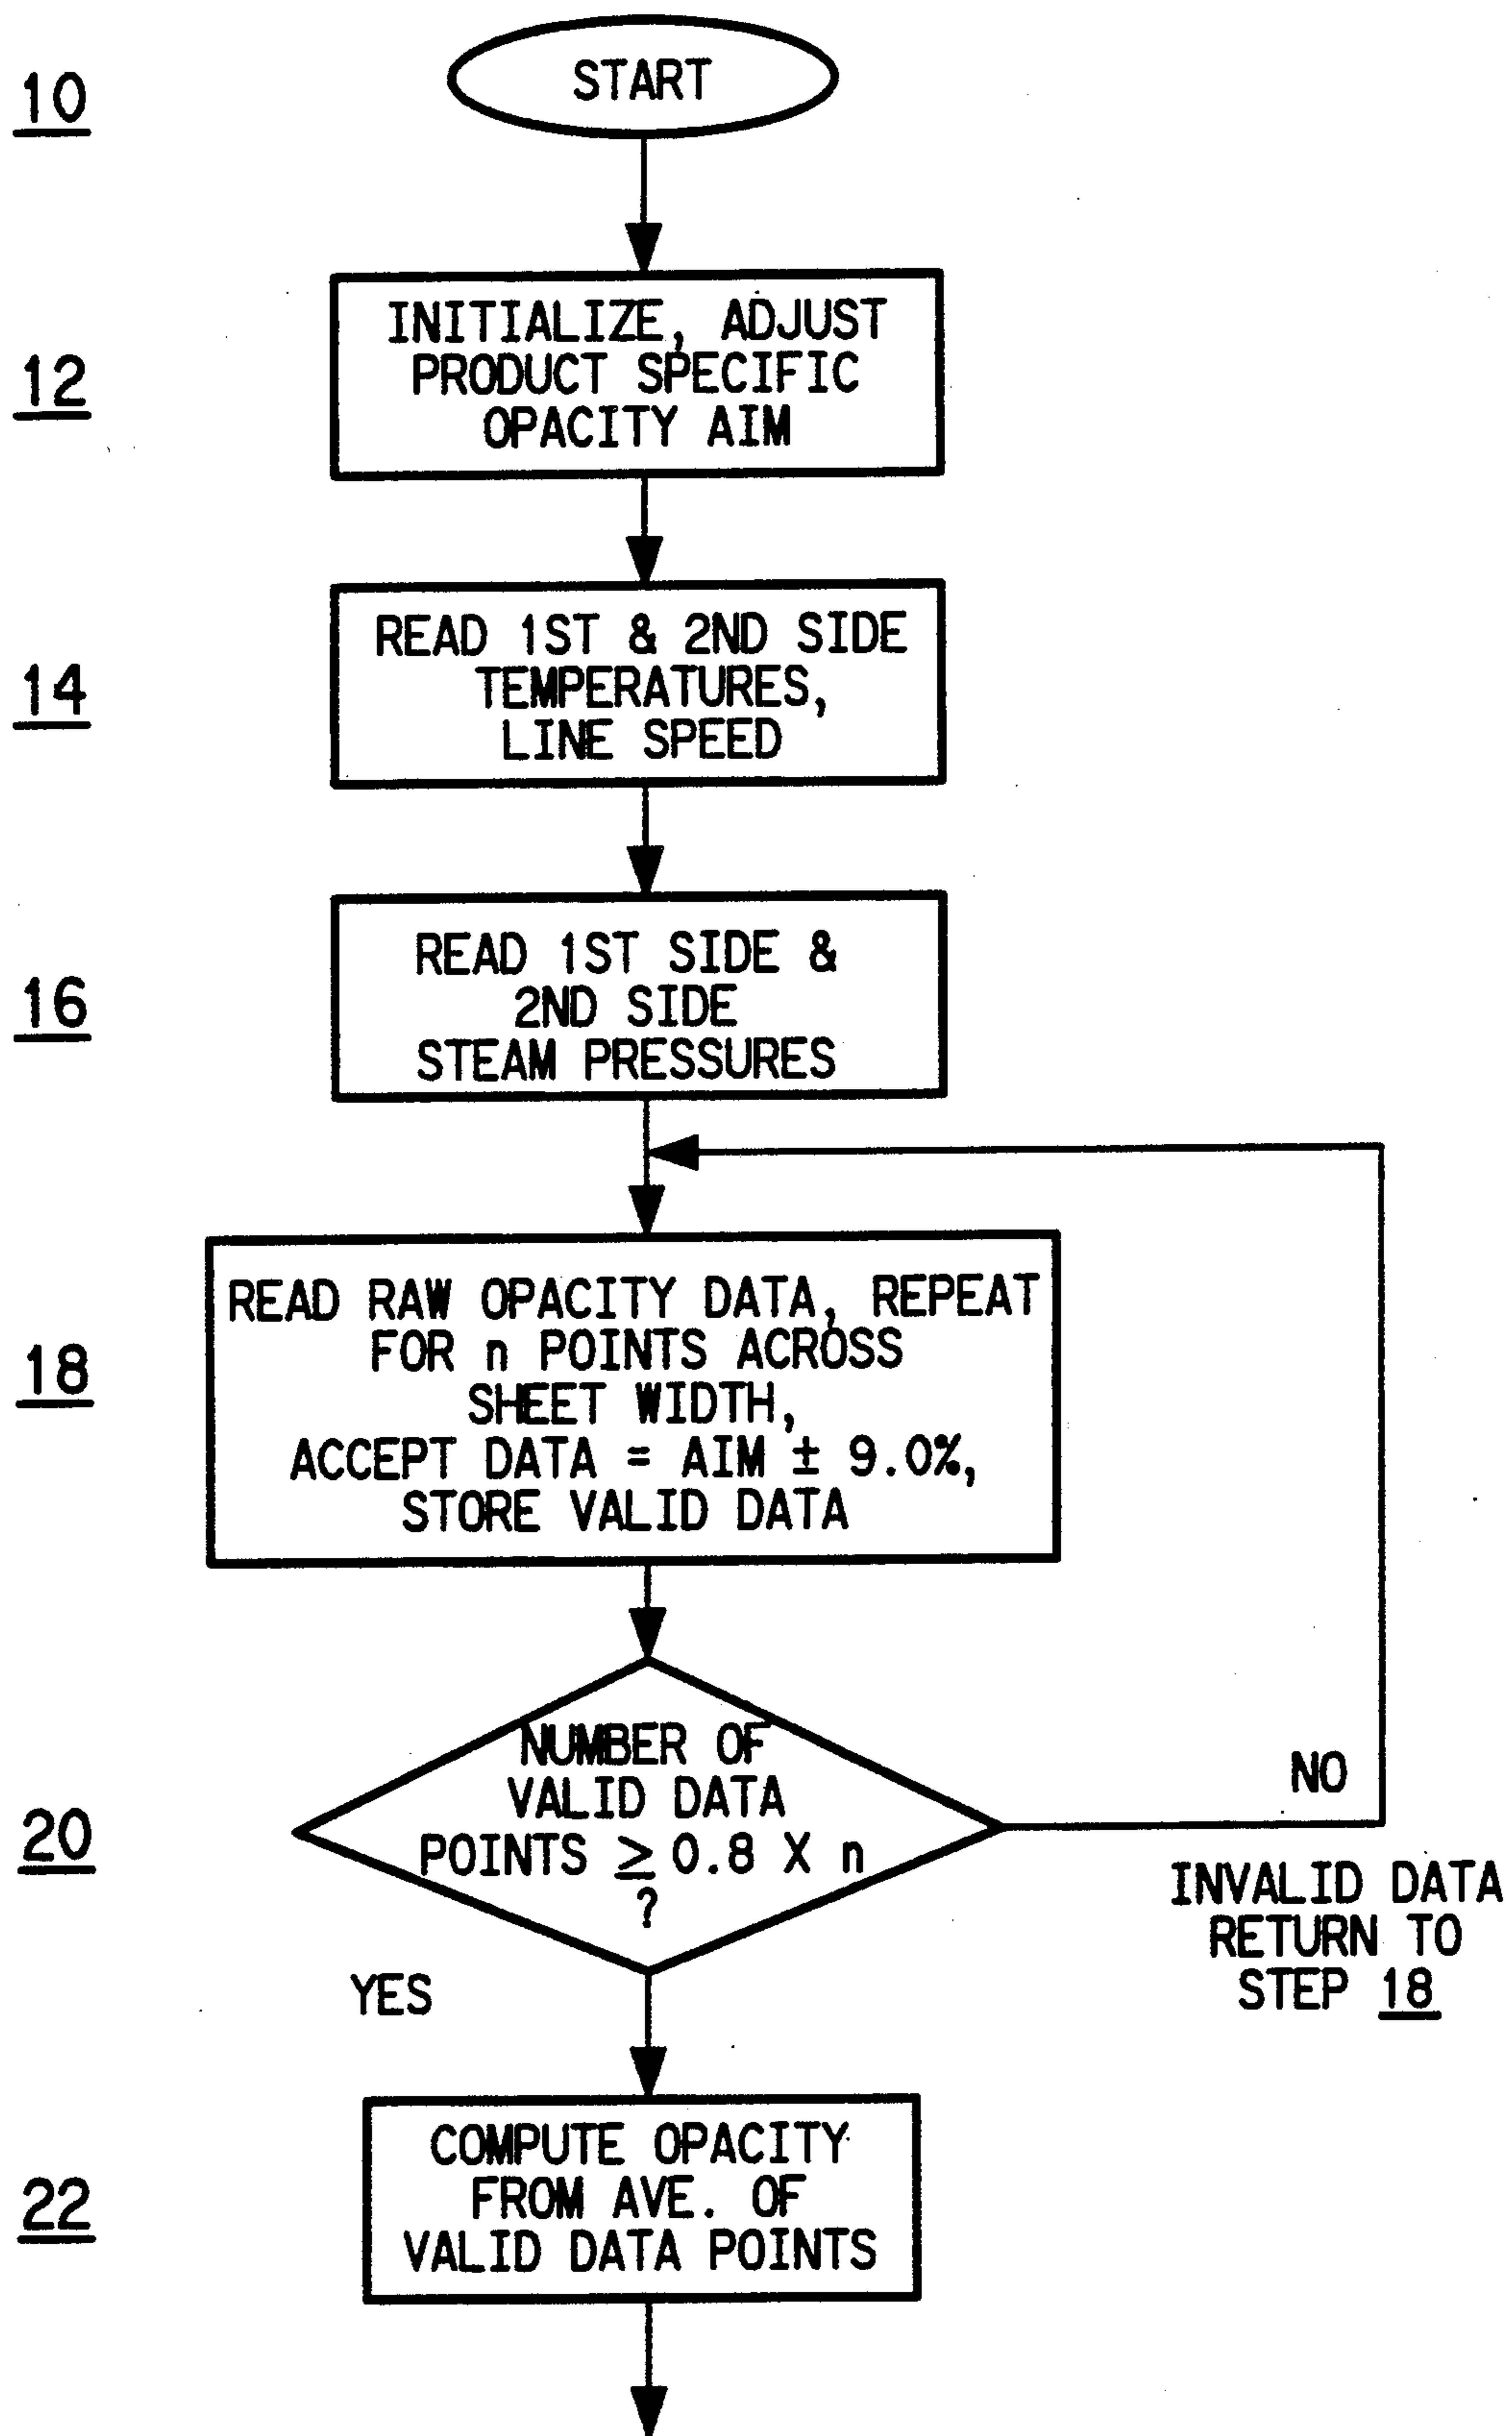 10
START
12
INITIALIZE, ADJUST
PRODUCT SPECIFIC
OPACITY AIM
14
READ 1ST & 2ND SIDE
TEMPERATURES,
LINE SPEED
16
READ 1ST SIDE &
2ND SIDE
STEAM PRESSURES
18
READ RAW OPACITY DATA, REPEAT
FOR n POINTS ACROSS
SHEET WIDTH,
ACCEPT DATA = AIM ± 9.0%,
STORE VALID DATA
20
NUMBER OF
VALID DATA
POINTS ≥ 0.8 X n
?
NO
INVALID DATA
RETURN TO
STEP 18
YES
22
COMPUTE OPACITY
FROM AVE. OF
VALID DATA POINTS